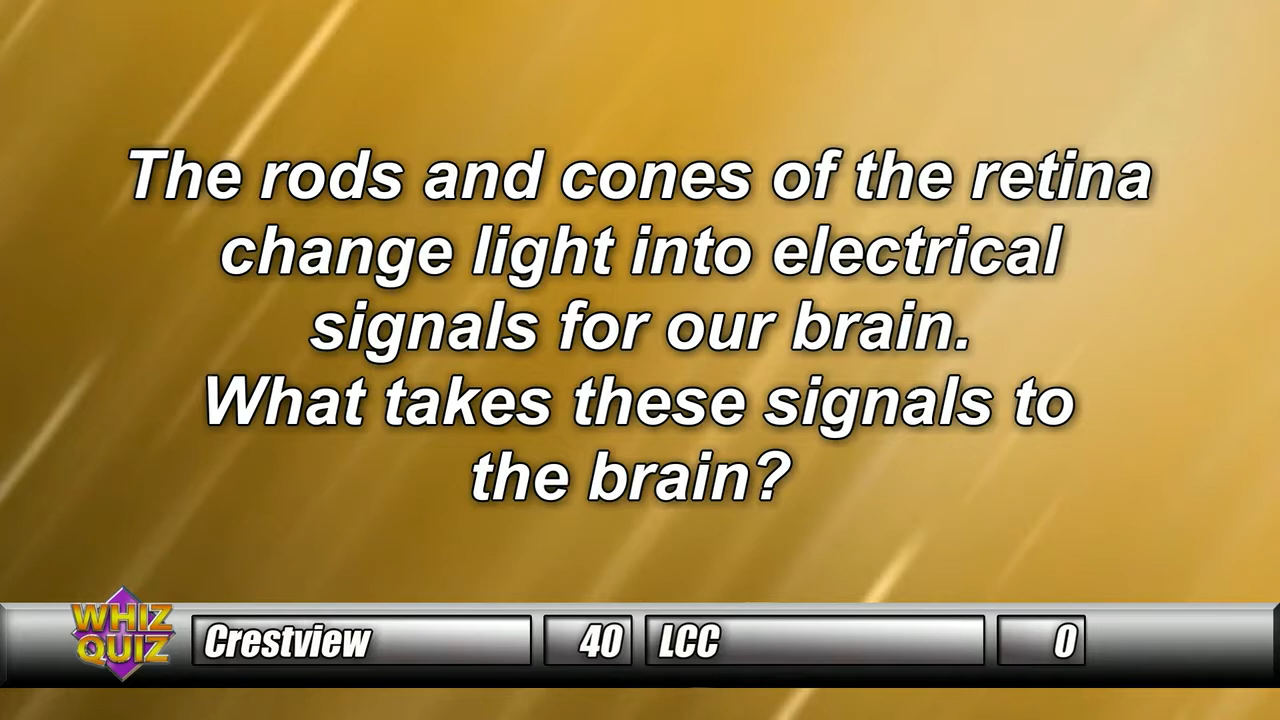 The rods and cones of the retina
change light into electrical
signals for our brain.
What takes these signals to
the brain?
WHIZ
QUIZ
Crestview 40 LCC 0